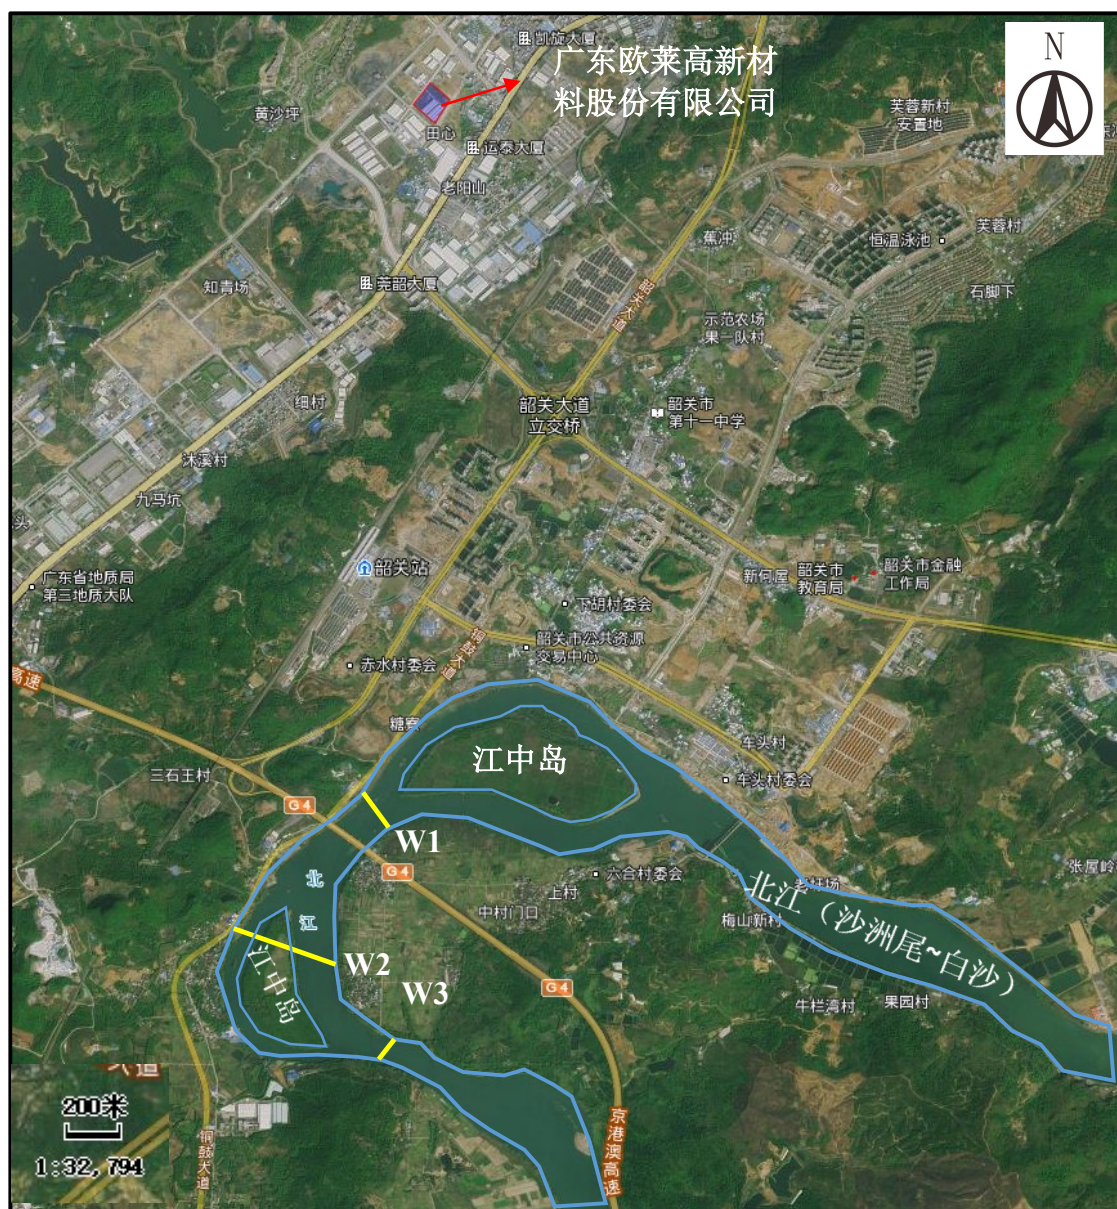 凯旋大厦
广东欧莱高新材
料股份有限公司
N
黄沙坪
田心
运泰大厦
芙蓉新村
安置地
老阳山
蕉冲
恒温泳池
芙蓉村
知青场
莞韶大厦
韶关大道
石脚下
示范农场
果一队村
细村
韶关大道
立交桥
韶关市
第十一中学
沐溪村
九马坑
头
广东省地质局
第三地质大队
韶关站
新何屋
韶关市
教育局
韶关市金融
工作局
下胡村委会
铜鼓大道
韶关市公共资源
交易中心
赤水村委会
高速
糖寮
江中岛
车头村
车头村委会
三石王村
G4
W1
G4
北江
上村
六合村委会
张屋岭
中村门口
梅山新村
北江（沙洲尾~白沙）
W2
江中岛
W3
G4
牛栏湾村
果园村
大道
200米
1:32,794
铜鼓大道
京港澳高速